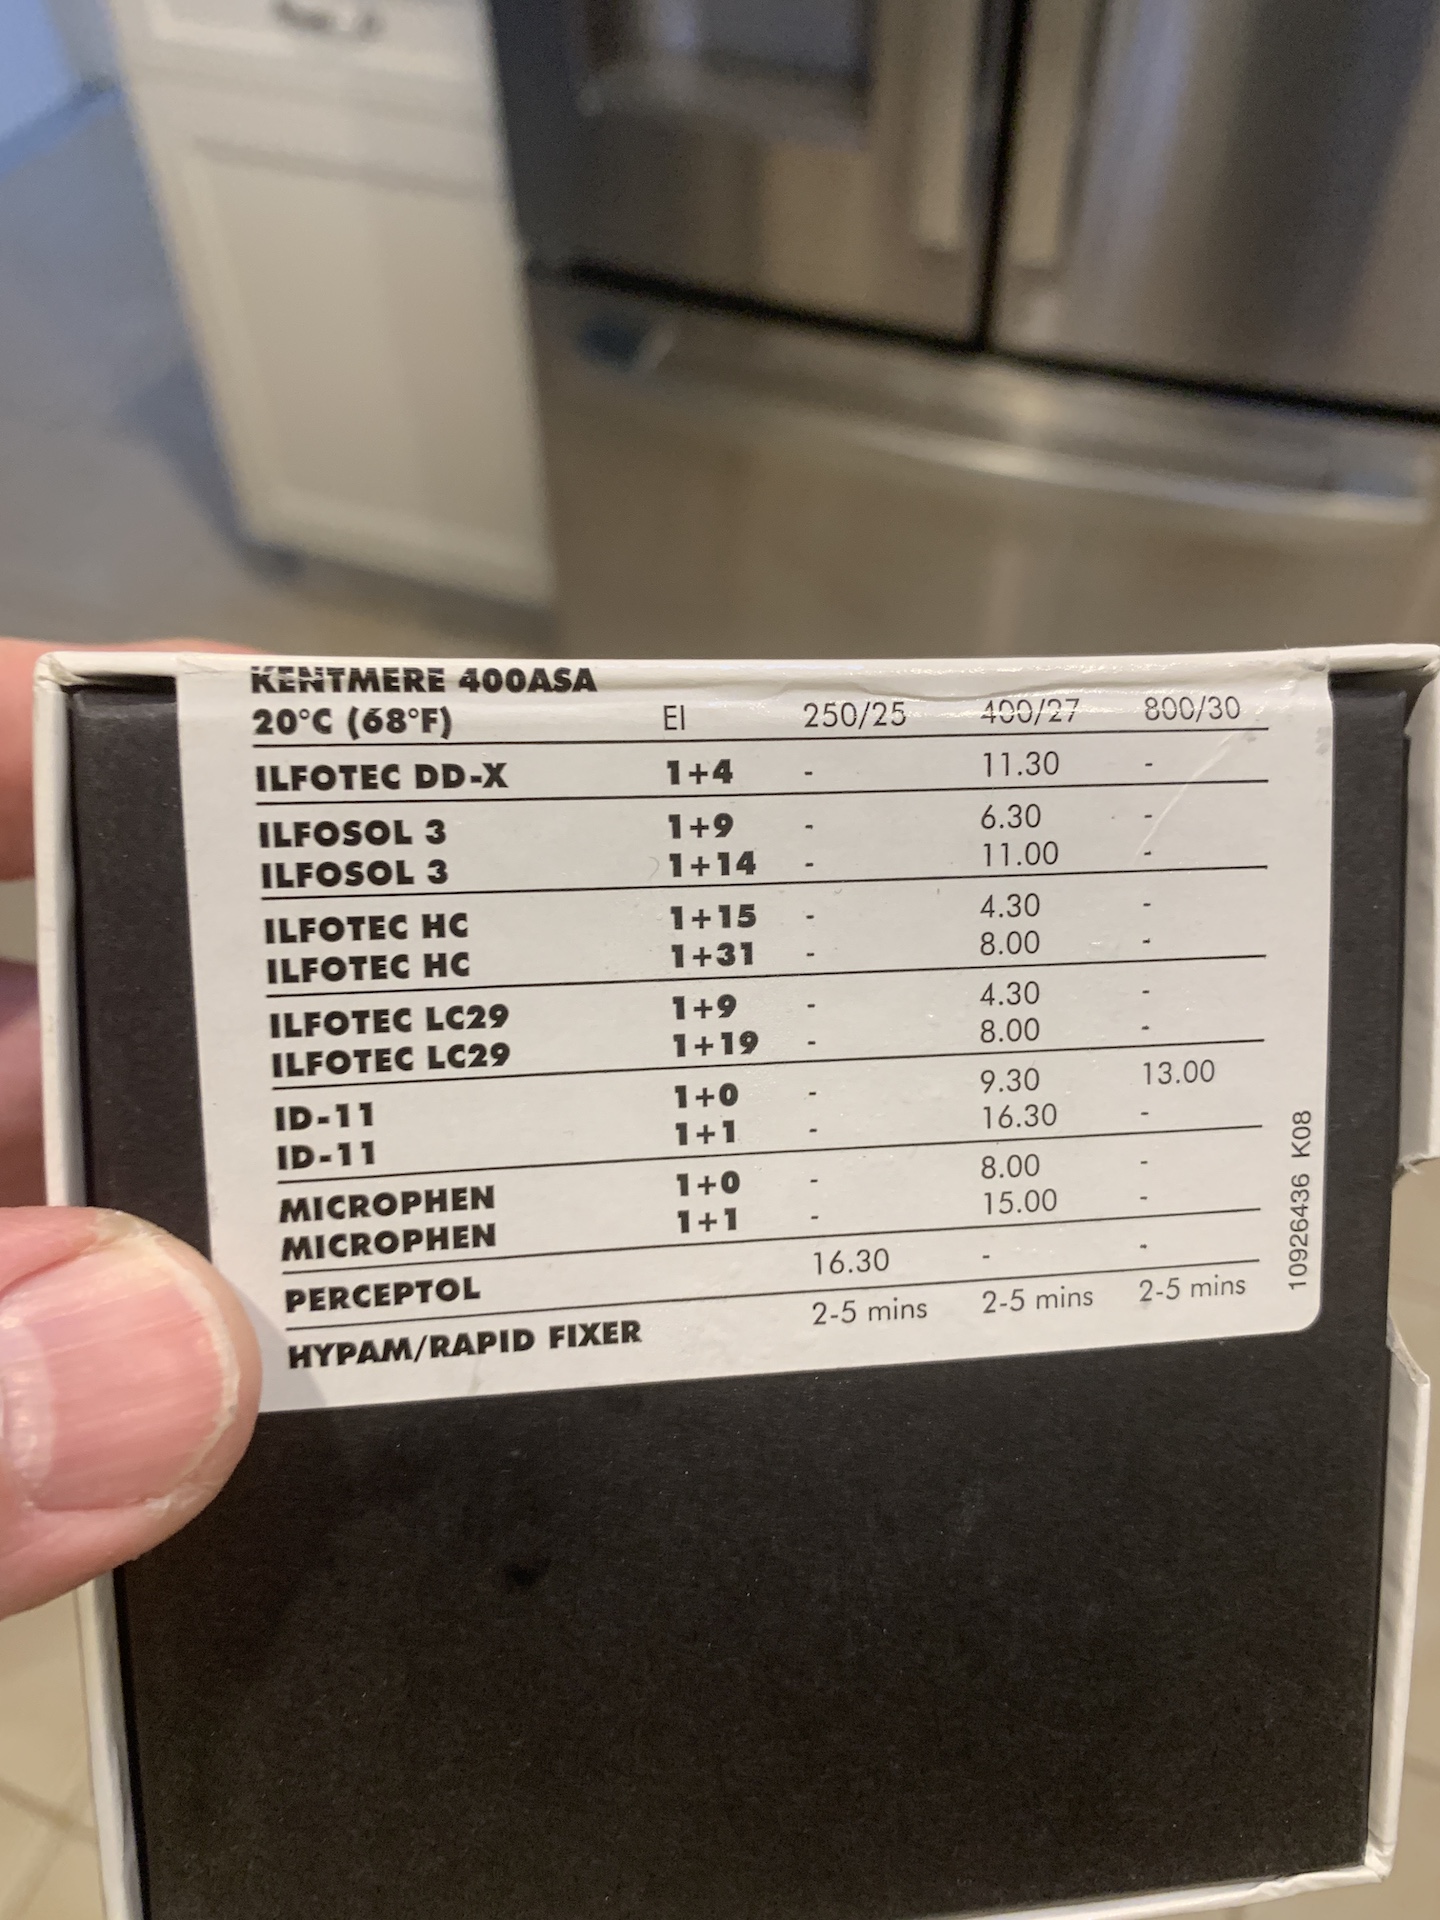 KENTMERE 400ASA
20°C (68°F) EI 250/25 400/27 800/30
ILFOTEC DD-X 1+4 - 11.30 -
ILFOSOL 3 1+9 - 6.30 -
ILFOSOL 3 1+14 - 11.00 -
ILFOTEC HC 1+15 - 4.30 -
ILFOTEC HC 1+31 - 8.00 -
ILFOTEC LC29 1+9 - 4.30 -
ILFOTEC LC29 1+19 - 8.00 -
ID-11 1+0 - 9.30 13.00
ID-11 1+1 - 16.30 -
MICROPHEN 1+0 - 8.00 -
MICROPHEN 1+1 - 15.00 -
PERCEPTOL 16.30 - -
HYPAM/RAPID FIXER 2-5 mins 2-5 mins 2-5 mins
10926436 K08